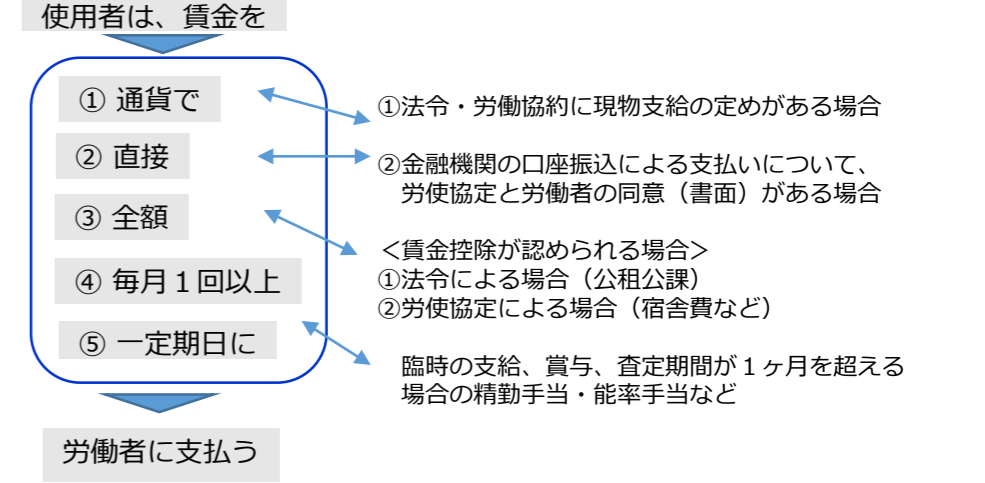 使用者は、賃金を
① 通貨で
①法令・労働協約に現物支給の定めがある場合
② 直接
②金融機関の口座振込による支払いについて、
労使協定と労働者の同意（書面）がある場合
③ 全額
＜賃金控除が認められる場合＞
①法令による場合（公租公課）
②労使協定による場合（宿舎費など）
④ 毎月１回以上
⑤ 一定期日に
臨時の支給、賞与、査定期間が１ヶ月を超える
場合の精勤手当・能率手当など
労働者に支払う